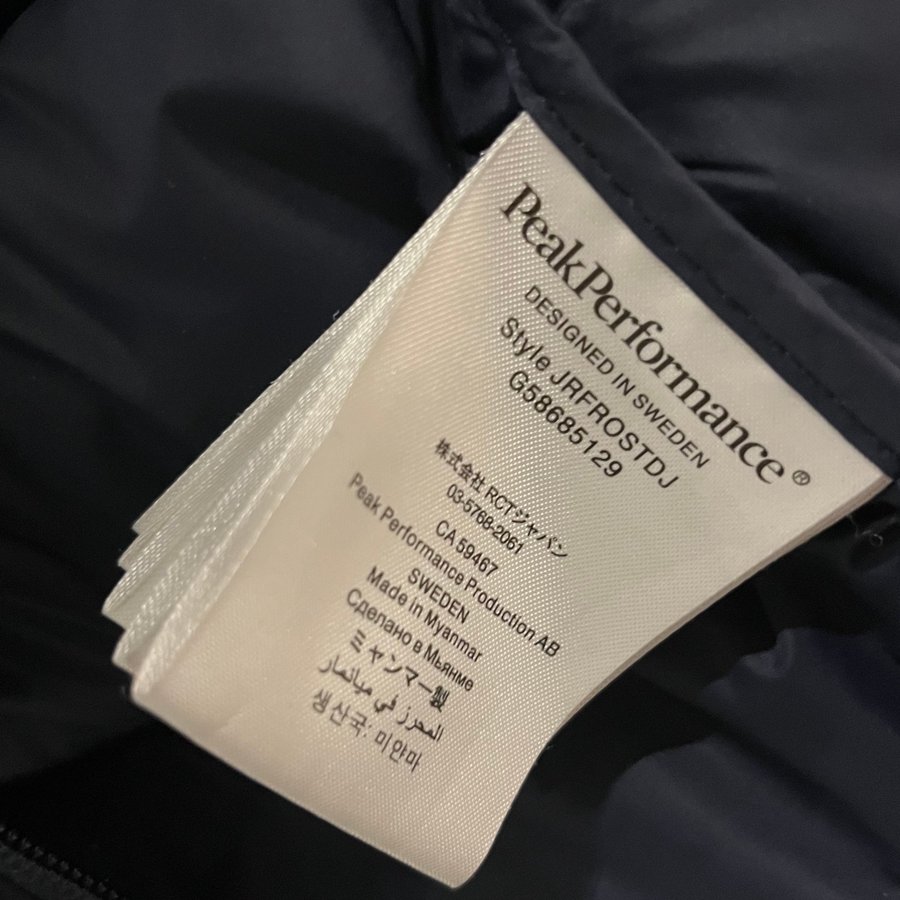 PeakPerformance®
DESIGNED IN SWEDEN
Style JRFROSTDJ
G58685129
株式会社 RCTジャパン
03-5768-2061
CA 59467
Peak Performance Production AB
SWEDEN
Made in Myanmar
Сделано в Мьянме
ミャンマー製
المحرز في ميانمار
생산국: 미얀마